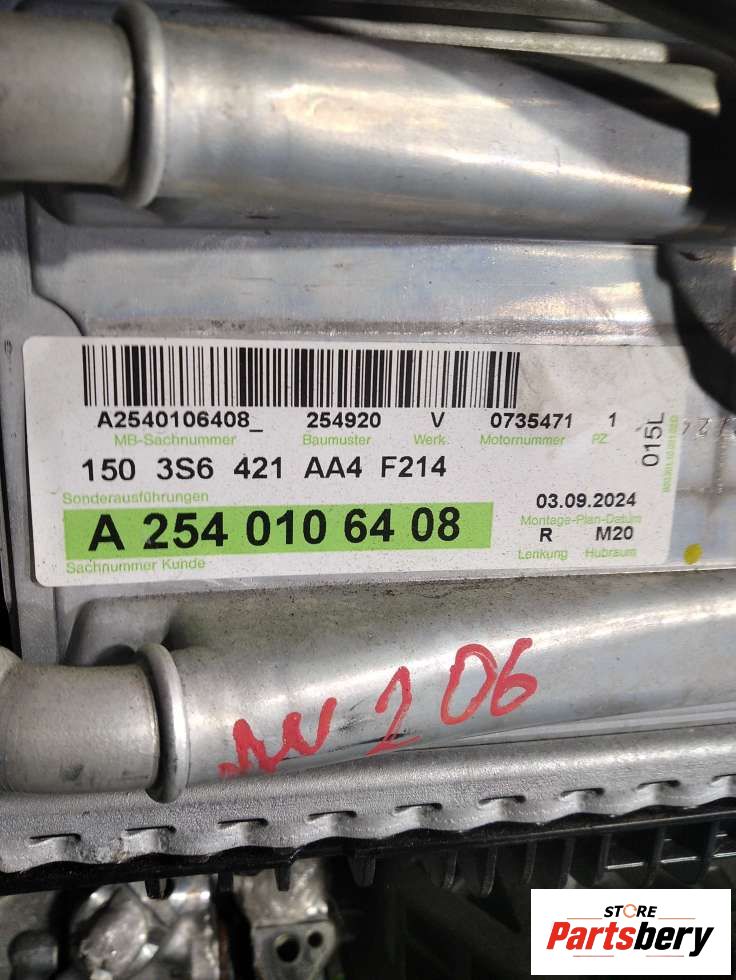 A2540106408_ 254920 V 0735471 1
MB-Sachnummer Baumuster Werk. Motornummer PZ
150 3S6 421 AA4 F214
015L
Sonderausführungen
A 254 010 64 08
03.09.2024
Montage-Plan-Datum
R M20
Lenkung Hubraum
Sachnummer Kunde
206
STORE
Partsbery